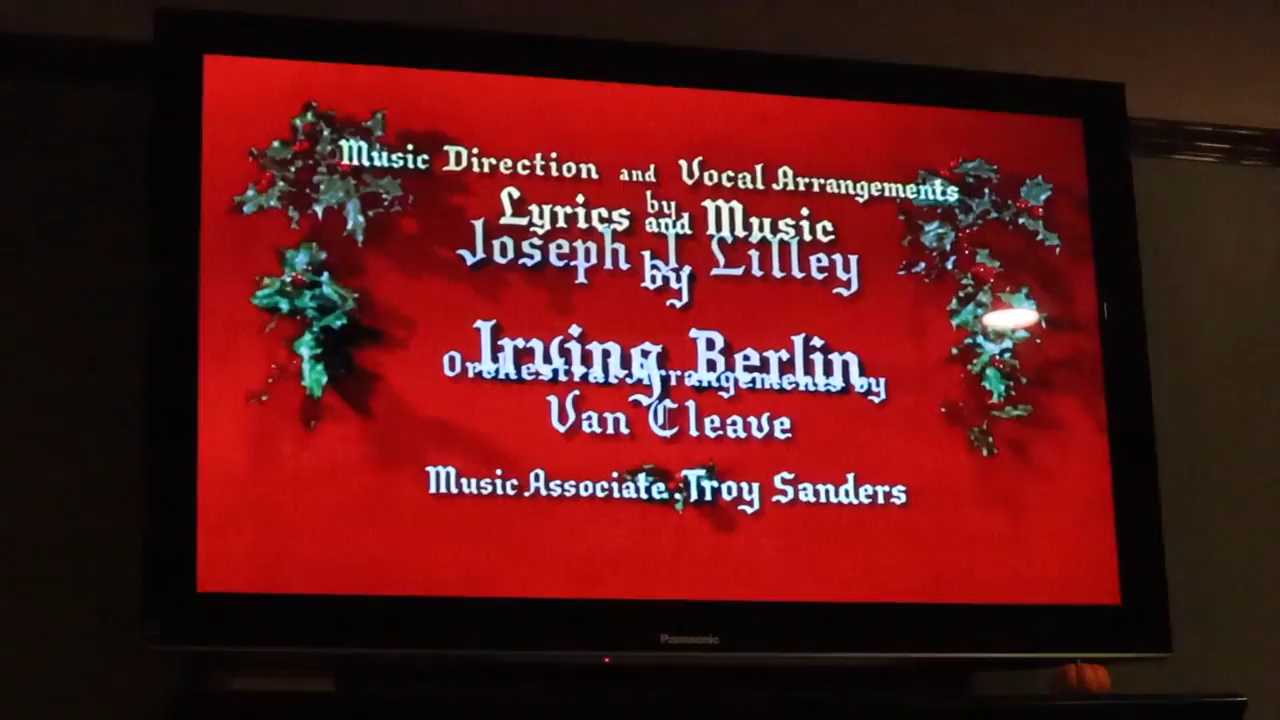 Music Direction and Vocal Arrangements
by
Lyrics and Music
Joseph J. Lilley
by
Irving Berlin
Orchestral Arrangements by
Van Cleave
Music Associate, Troy Sanders
Panasonic